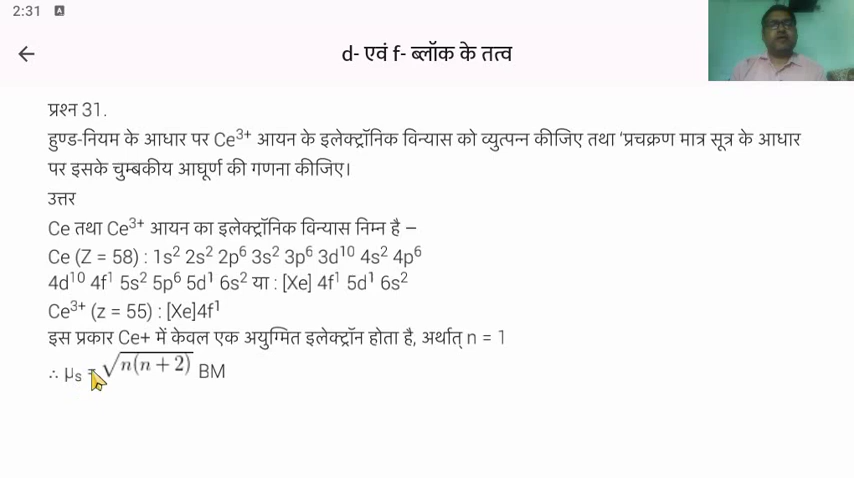 2:31 A
d- एवं f- ब्लॉक के तत्व
प्रश्न 31.
हुण्ड-नियम के आधार पर Ce³⁺ आयन के इलेक्ट्रॉनिक विन्यास को व्युत्पन्न कीजिए तथा ‘प्रचक्रण मात्र सूत्र के आधार
पर इसके चुम्बकीय आघूर्ण की गणना कीजिए।
उत्तर
Ce तथा Ce³⁺ आयन का इलेक्ट्रॉनिक विन्यास निम्न है –
Ce (Z = 58) : 1s² 2s² 2p⁶ 3s² 3p⁶ 3d¹⁰ 4s² 4p⁶
4d¹⁰ 4f¹ 5s² 5p⁶ 5d¹ 6s² या : [Xe] 4f¹ 5d¹ 6s²
Ce³⁺ (z = 55) : [Xe]4f¹
इस प्रकार Ce+ में केवल एक अयुग्मित इलेक्ट्रॉन होता है, अर्थात् n = 1
∴ μₛ = √n(n + 2) BM